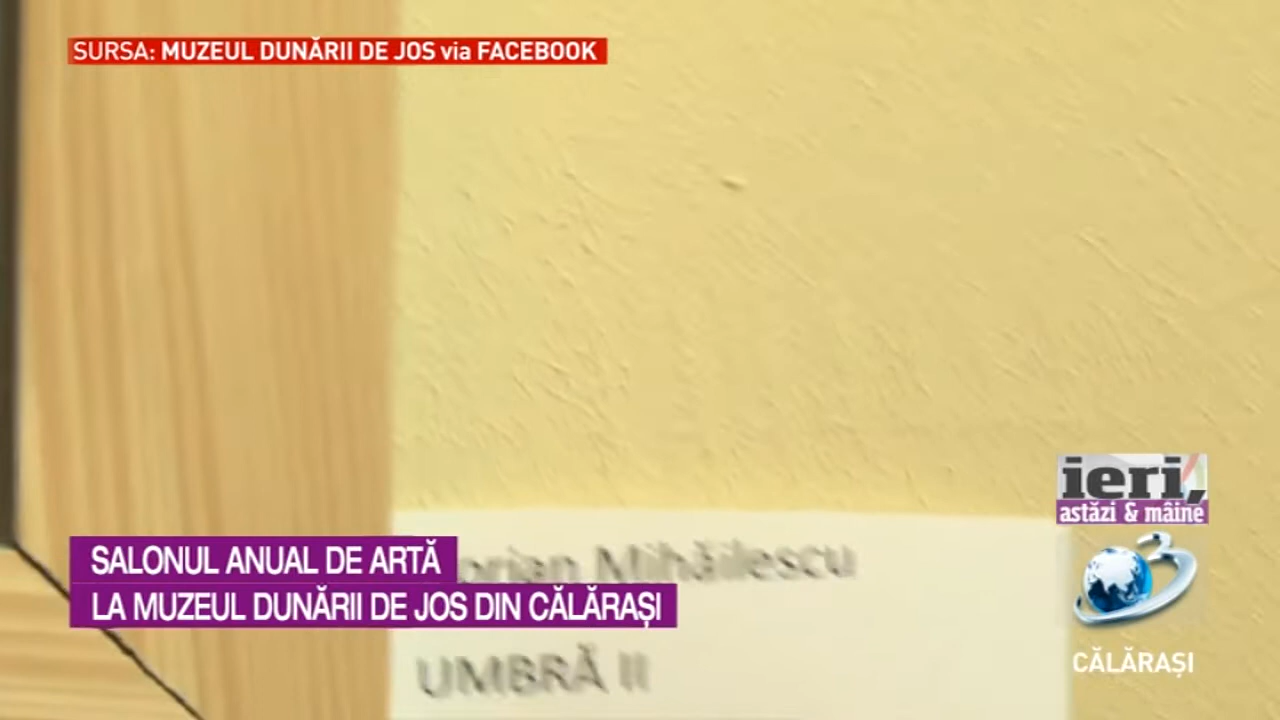 SURSA: MUZEUL DUNĂRII DE JOS via FACEBOOK
ieri,
astăzi & mâine
SALONUL ANUAL DE ARTĂ
Mihăilescu
LA MUZEUL DUNĂRII DE JOS DIN CĂLĂRAȘI
3
CĂLĂRAȘI
UMBRĂ II